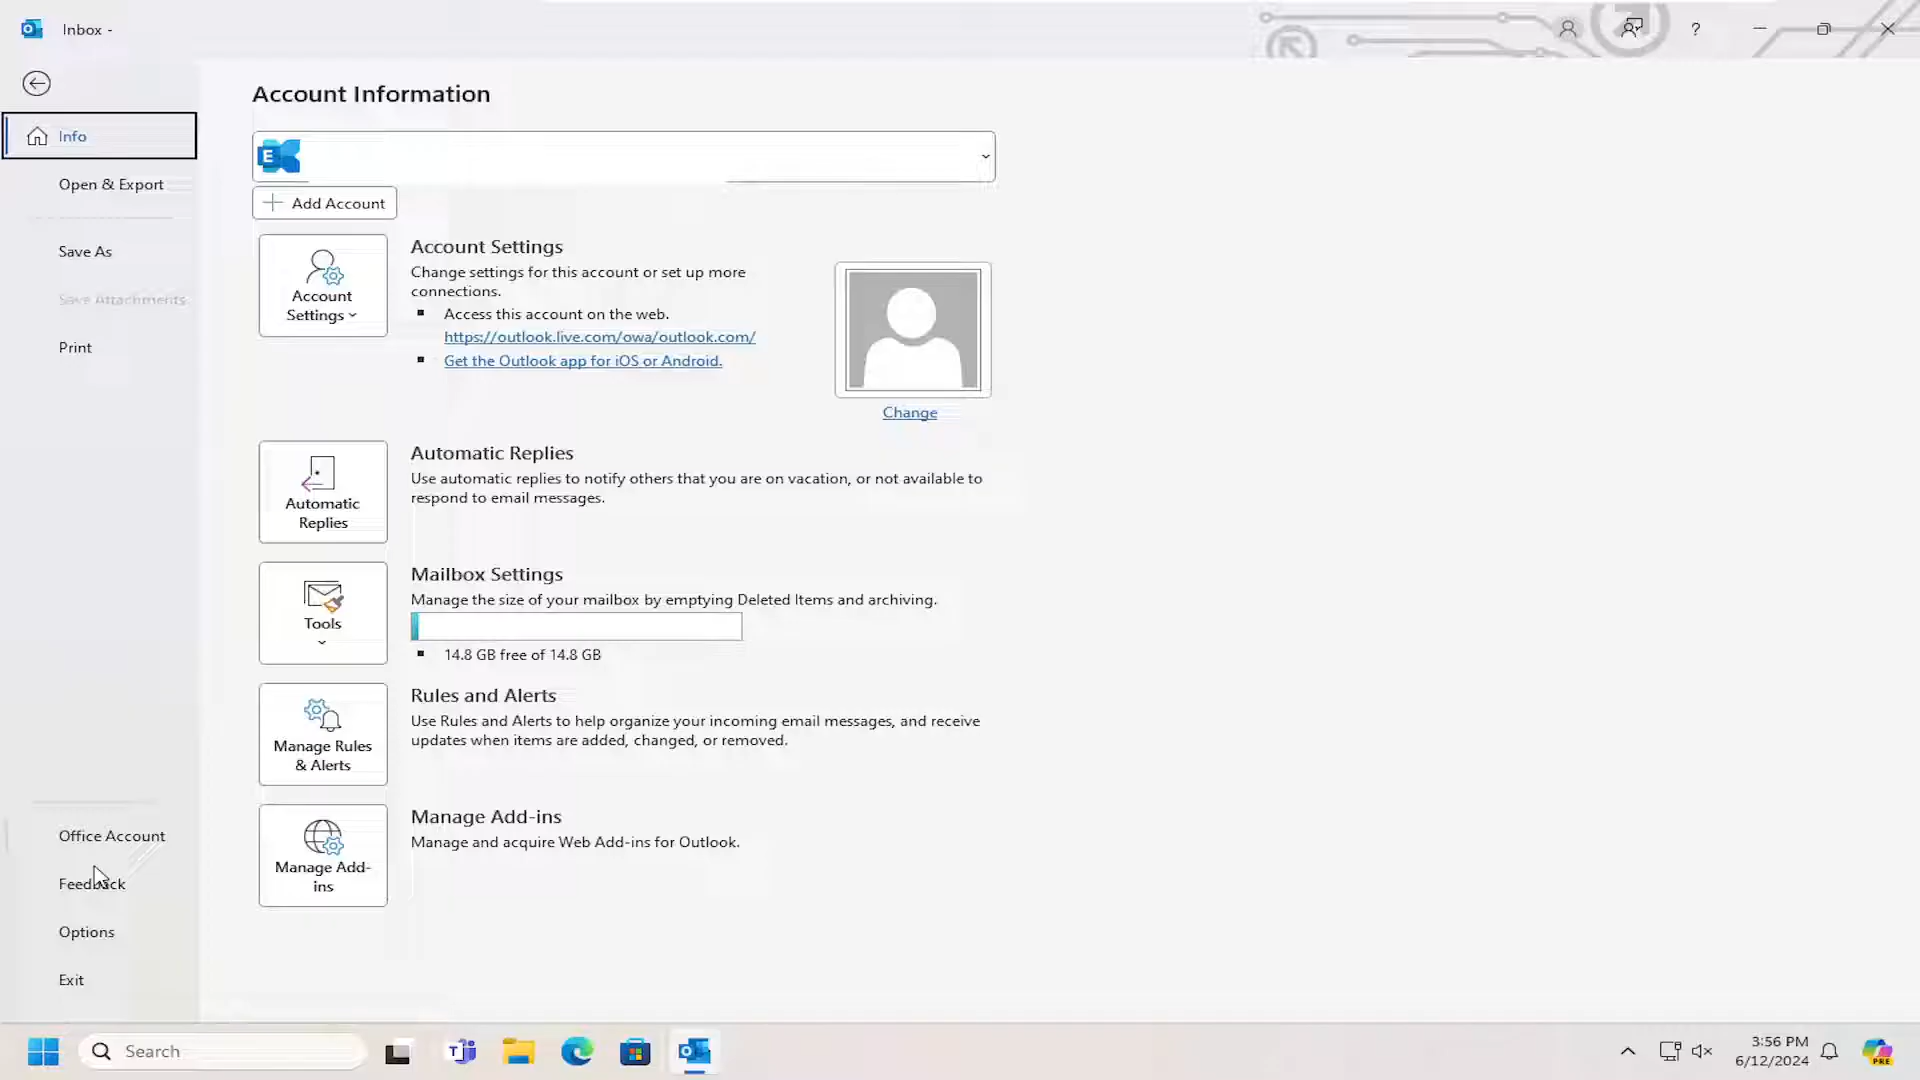 Inbox -
?
Info
Open & Export
Save As
Save Attachments
Print
Office Account
Feedback
Options
Exit
Account Information
E
Add Account
Account Settings
Account Settings
Change settings for this account or set up more connections.
Access this account on the web.
https://outlook.live.com/owa/outlook.com/
Get the Outlook app for iOS or Android.
Change
Automatic Replies
Automatic Replies
Use automatic replies to notify others that you are on vacation, or not available to
respond to email messages.
Tools
Mailbox Settings
Manage the size of your mailbox by emptying Deleted Items and archiving.
14.8 GB free of 14.8 GB
Manage Rules
& Alerts
Rules and Alerts
Use Rules and Alerts to help organize your incoming email messages, and receive
updates when items are added, changed, or removed.
Manage Add-
ins
Manage Add-ins
Manage and acquire Web Add-ins for Outlook.
Search
3:56 PM
6/12/2024
PRE